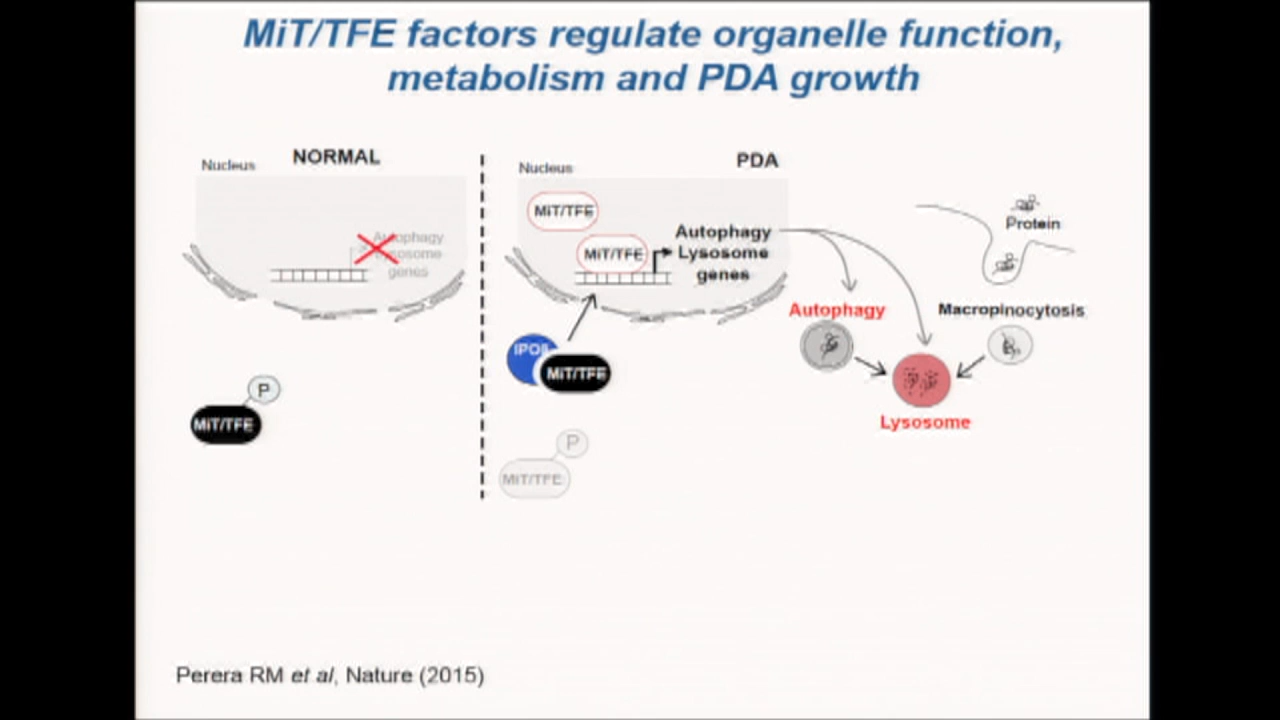 MiT/TFE factors regulate organelle function,
metabolism and PDA growth
Nucleus
NORMAL
Autophagy
Lysosome
genes
P
MiT/TFE
Nucleus
PDA
MiT/TFE
MiT/TFE
Autophagy
Lysosome
genes
MiT/TFE
P
MiT/TFE
Protein
Autophagy
Macropinocytosis
Lysosome
Perera RM et al, Nature (2015)